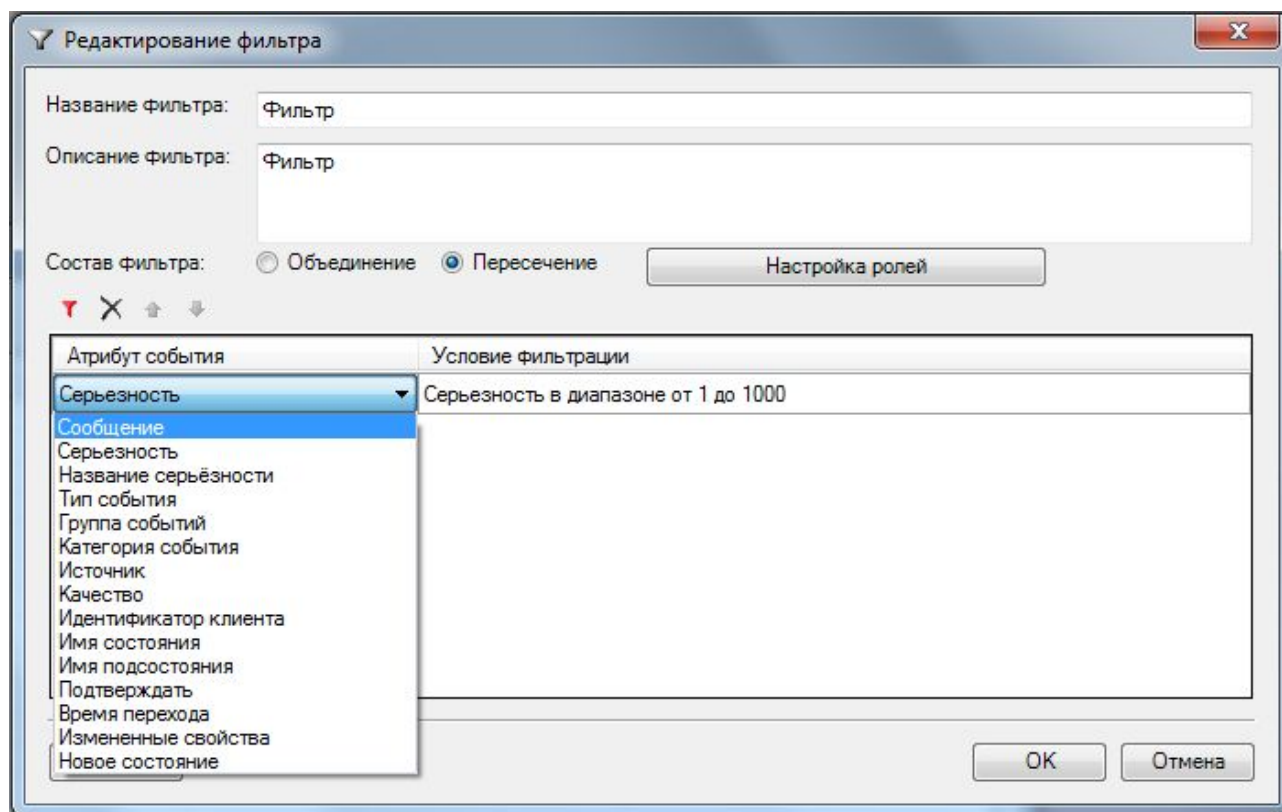 Редактирование фильтра
Название фильтра: Фильтр
Описание фильтра: Фильтр
Состав фильтра: Объединение Пересечение Настройка ролей
Атрибут события Условие фильтрации
Серьезность Серьезность в диапазоне от 1 до 1000
Сообщение
Серьезность
Название серьёзности
Тип события
Группа событий
Категория события
Источник
Качество
Идентификатор клиента
Имя состояния
Имя подсостояния
Подтверждать
Время перехода
Измененные свойства
Новое состояние
OK Отмена